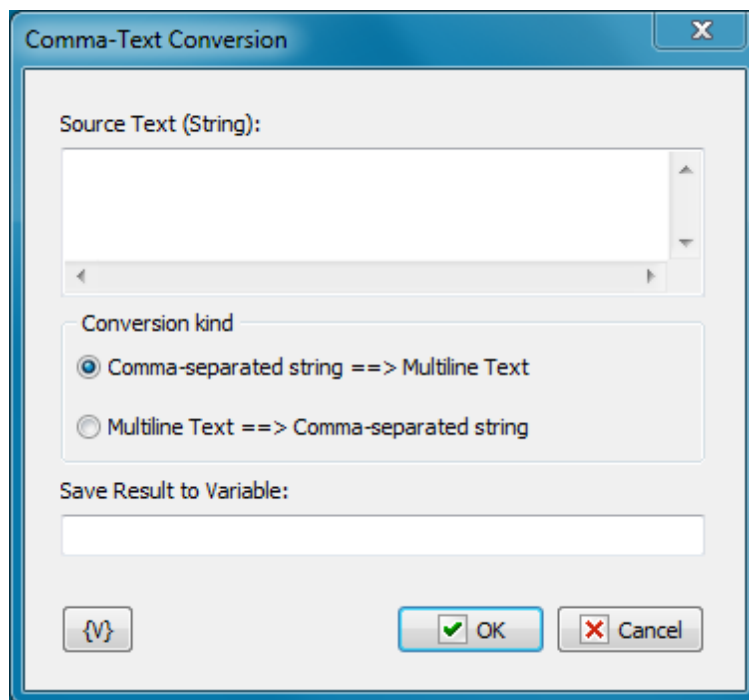 Comma-Text Conversion
Source Text (String):
Conversion kind
Comma-separated string ==> Multiline Text
Multiline Text ==> Comma-separated string
Save Result to Variable:
{V} OK Cancel